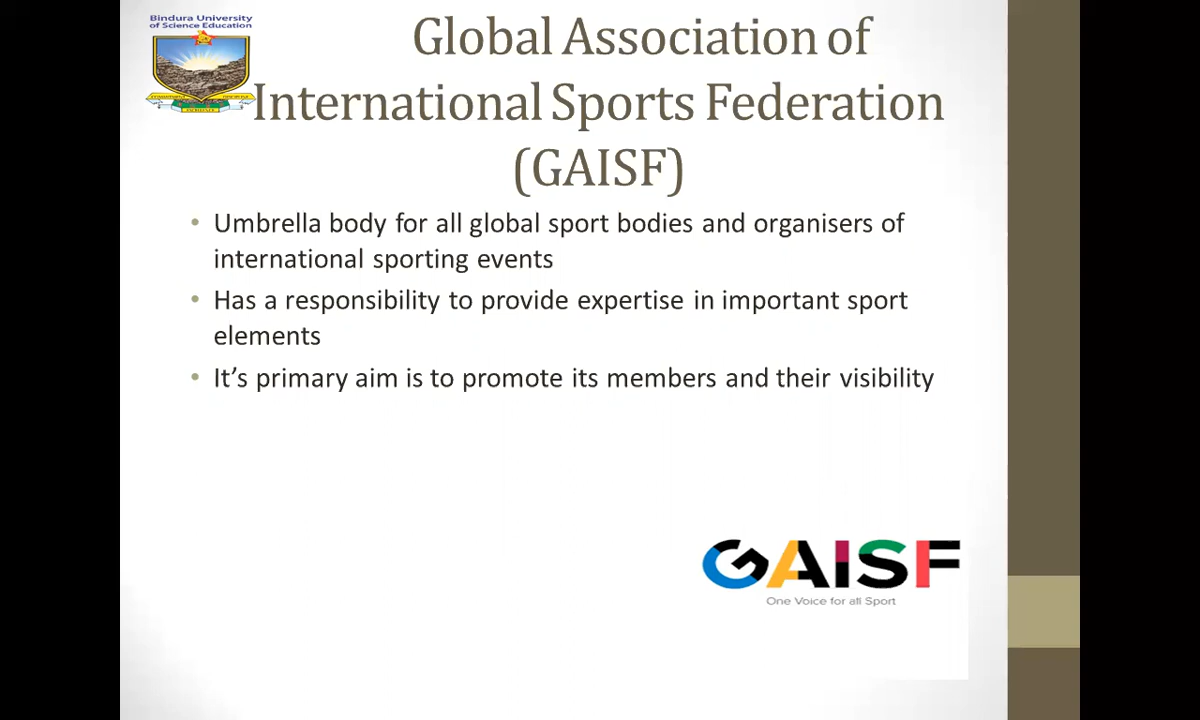 Bindura University
of Science Education
Global Association of
International Sports Federation
(GAISF)
• Umbrella body for all global sport bodies and organisers of
international sporting events
• Has a responsibility to provide expertise in important sport
elements
• It’s primary aim is to promote its members and their visibility
GAISF
One Voice for all Sport